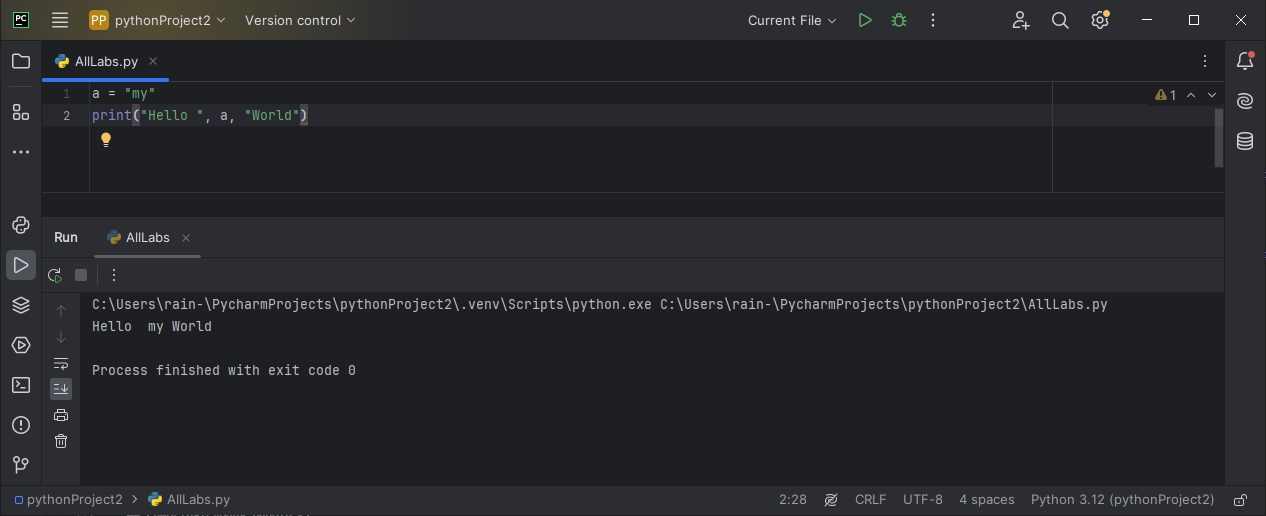 PC PP pythonProject2 Version control Current File
AllLabs.py
1 a = "my" 1
2 print("Hello ", a, "World")
Run AllLabs
C:\Users\rain-\PycharmProjects\pythonProject2\.venv\Scripts\python.exe C:\Users\rain-\PycharmProjects\pythonProject2\AllLabs.py
Hello  my World
Process finished with exit code 0
pythonProject2 > AllLabs.py 2:28 CRLF UTF-8 4 spaces Python 3.12 (pythonProject2)